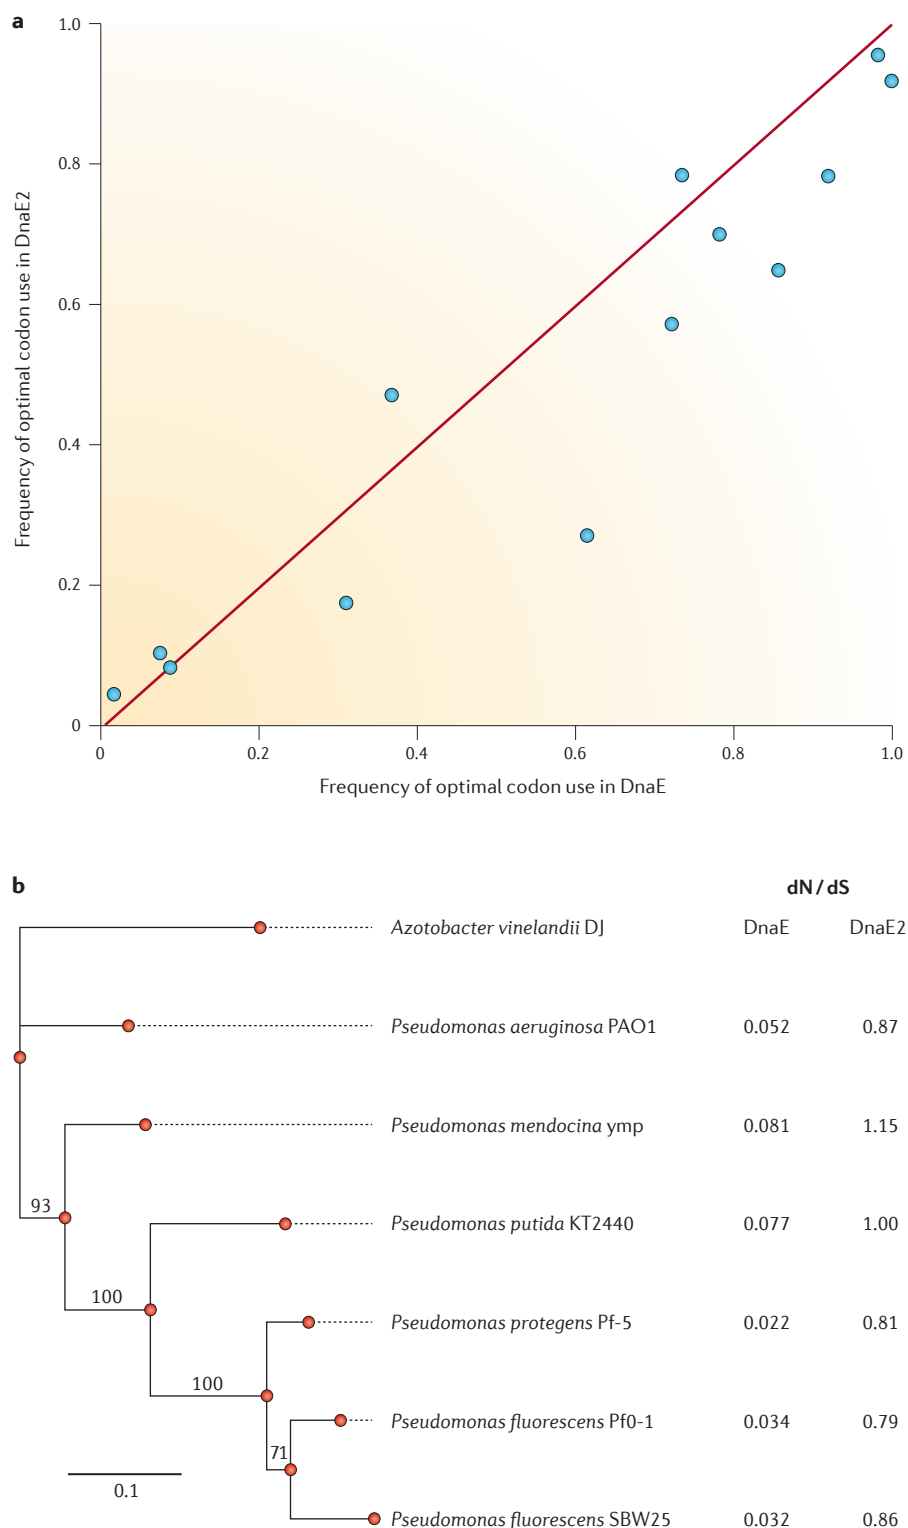 a
1.0
0.8
0.6
0.4
0.2
0
Frequency of optimal codon use in DnaE2
0 0.2 0.4 0.6 0.8 1.0
Frequency of optimal codon use in DnaE
b
dN / dS
Azotobacter vinelandii DJ DnaE DnaE2
Pseudomonas aeruginosa PAO1 0.052 0.87
Pseudomonas mendocina ymp 0.081 1.15
93
Pseudomonas putida KT2440 0.077 1.00
100
Pseudomonas protegens Pf-5 0.022 0.81
100
Pseudomonas fluorescens Pf0-1 0.034 0.79
71
0.1
Pseudomonas fluorescens SBW25 0.032 0.86